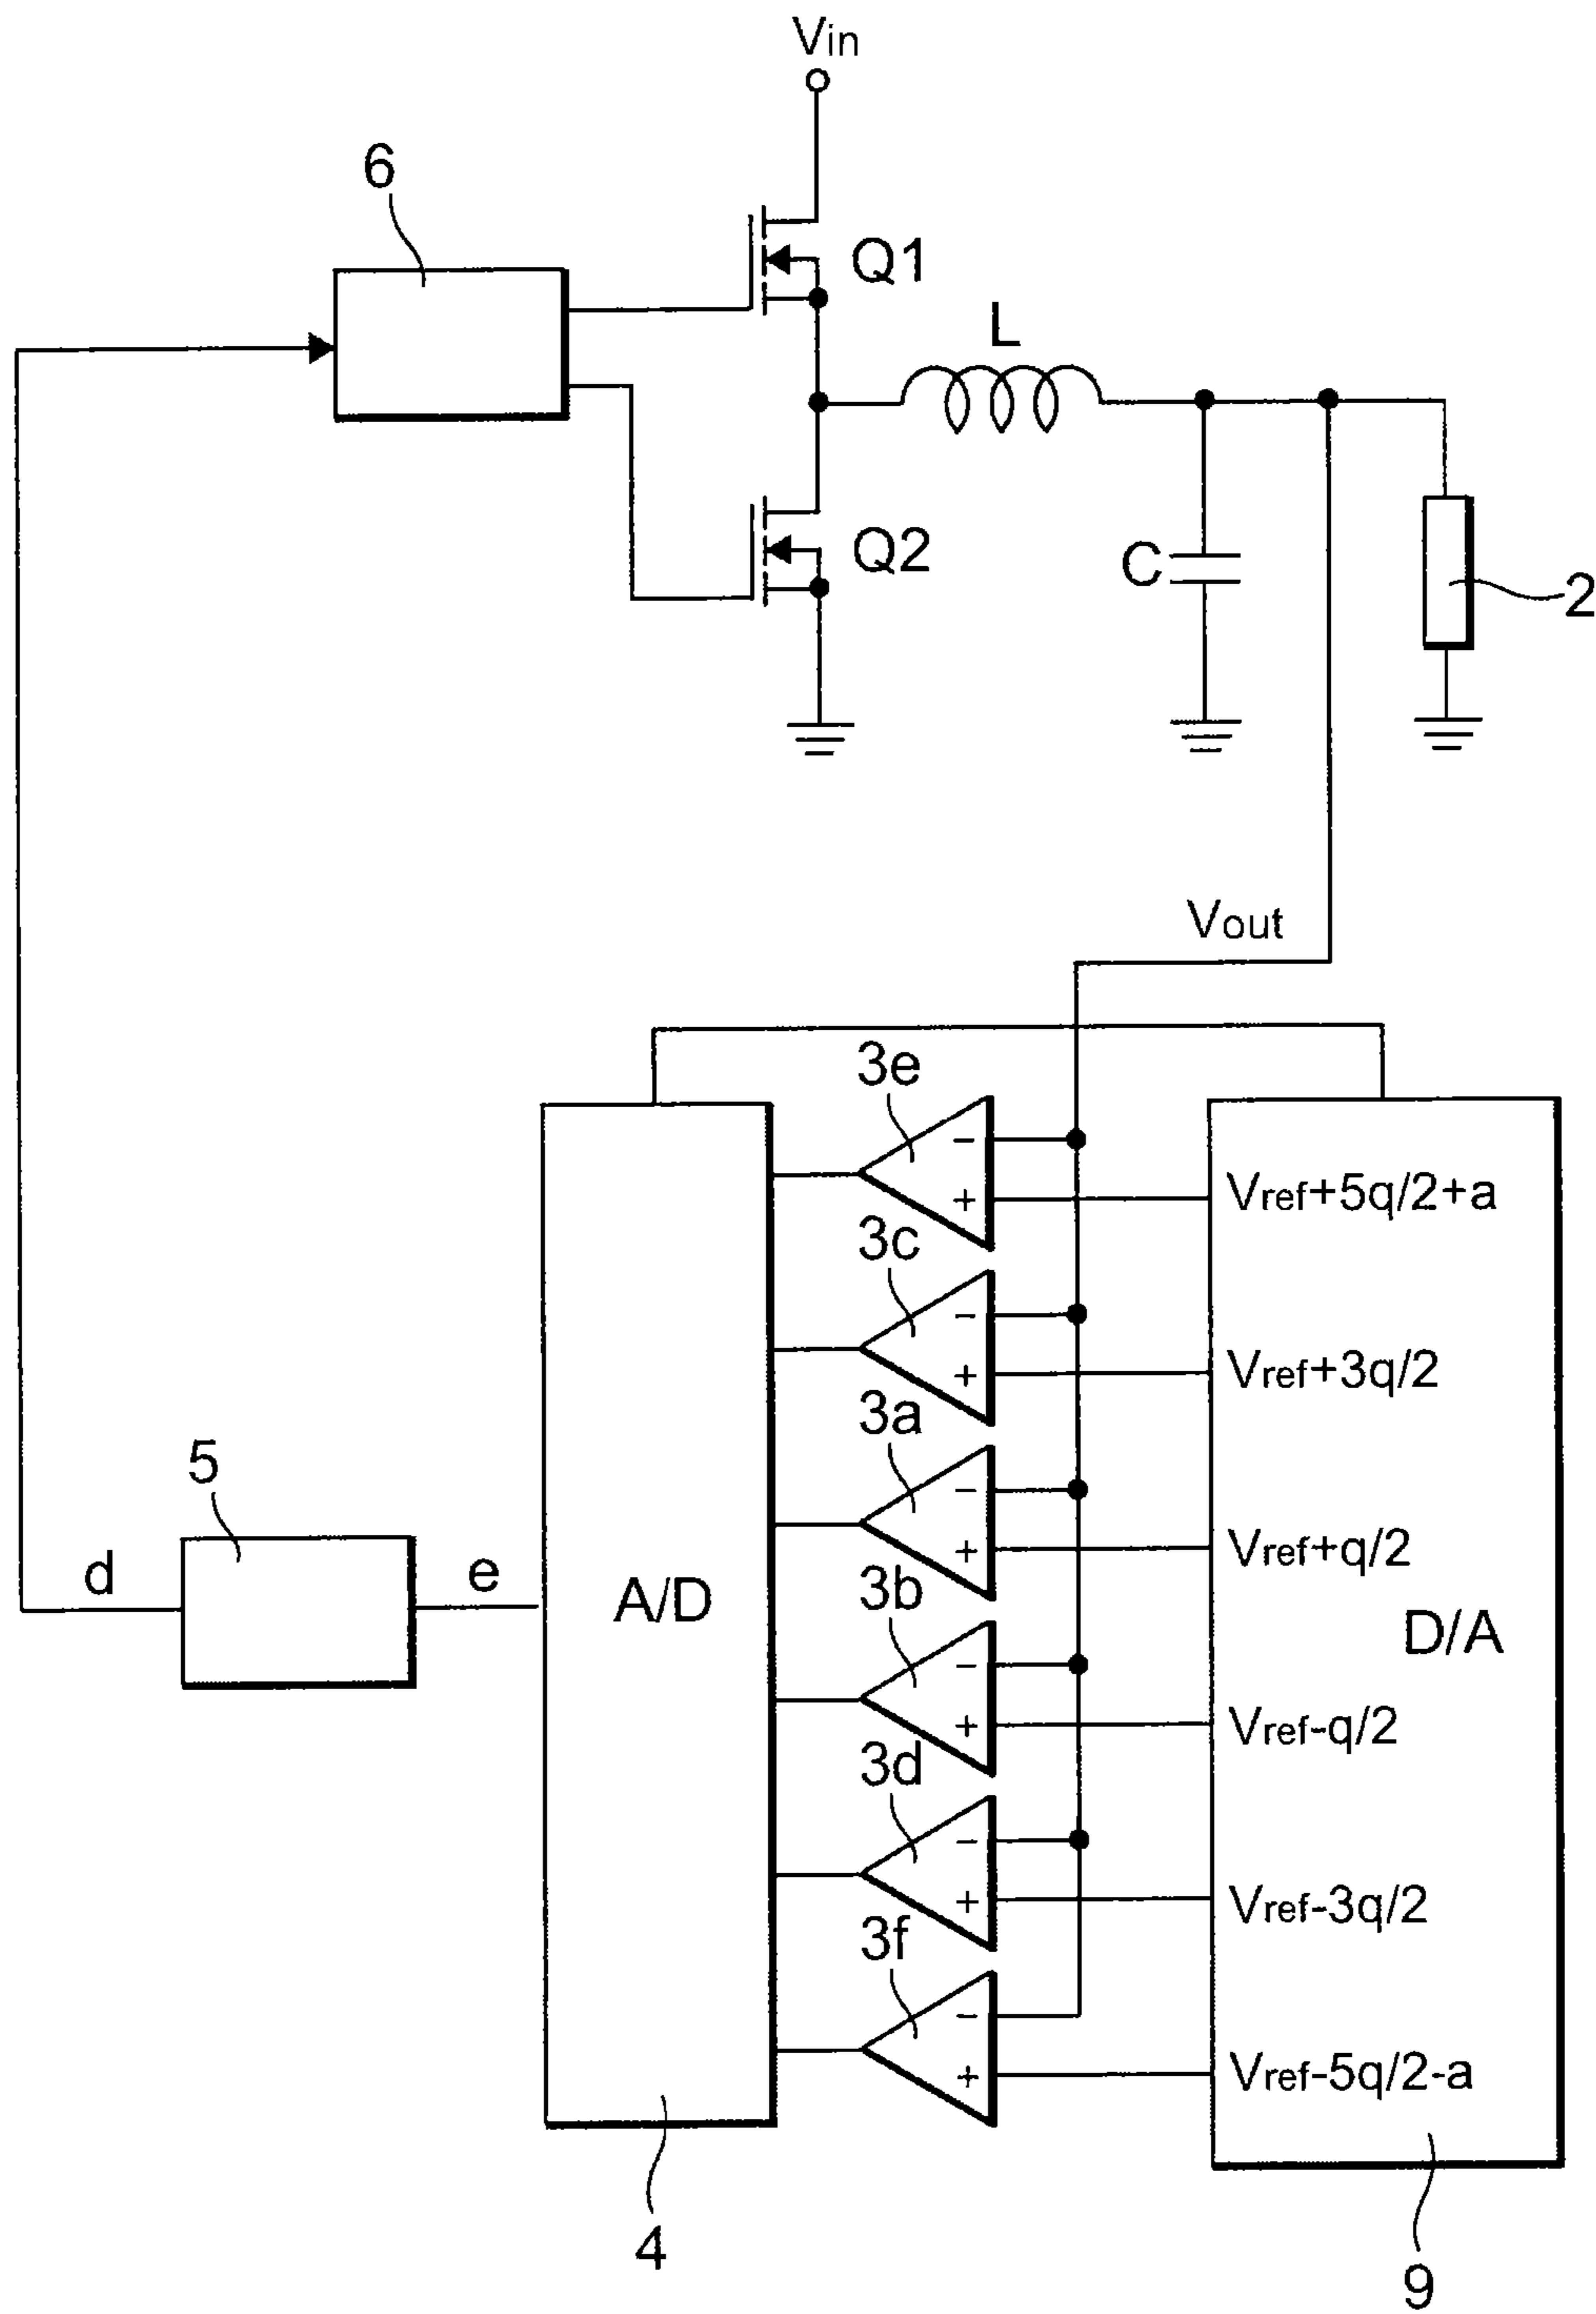 Vin
6
Q1
L
Q2
C
2
Vout
3e
−
+
Vref+5q/2+a
3c
−
+
Vref+3q/2
3a
−
+
Vref+q/2
5
d
e
A/D
3b
−
+
D/A
Vref-q/2
3d
−
+
Vref-3q/2
3f
−
+
Vref-5q/2-a
4
9